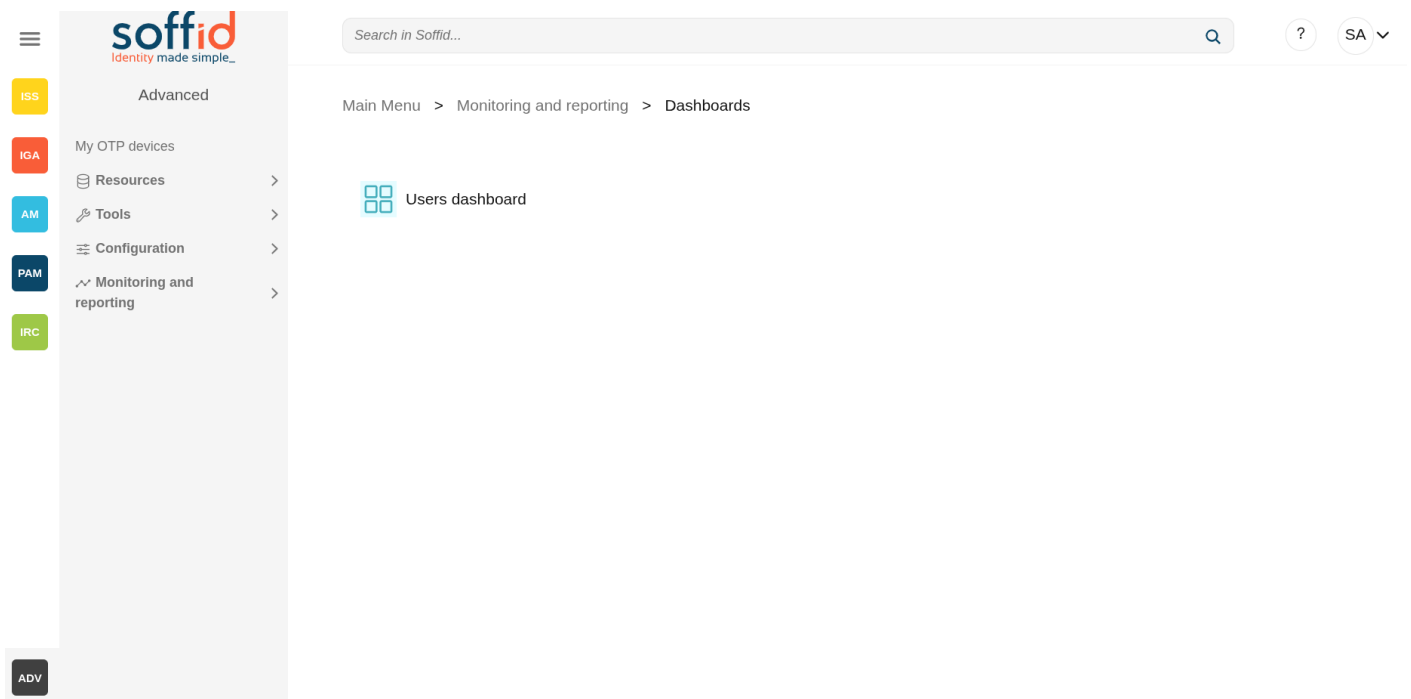 soffid
Identity made simple_
Search in Soffid...
?
SA
ISS
IGA
AM
PAM
IRC
ADV
Advanced
My OTP devices
Resources
Tools
Configuration
Monitoring and
reporting
Main Menu > Monitoring and reporting > Dashboards
Users dashboard